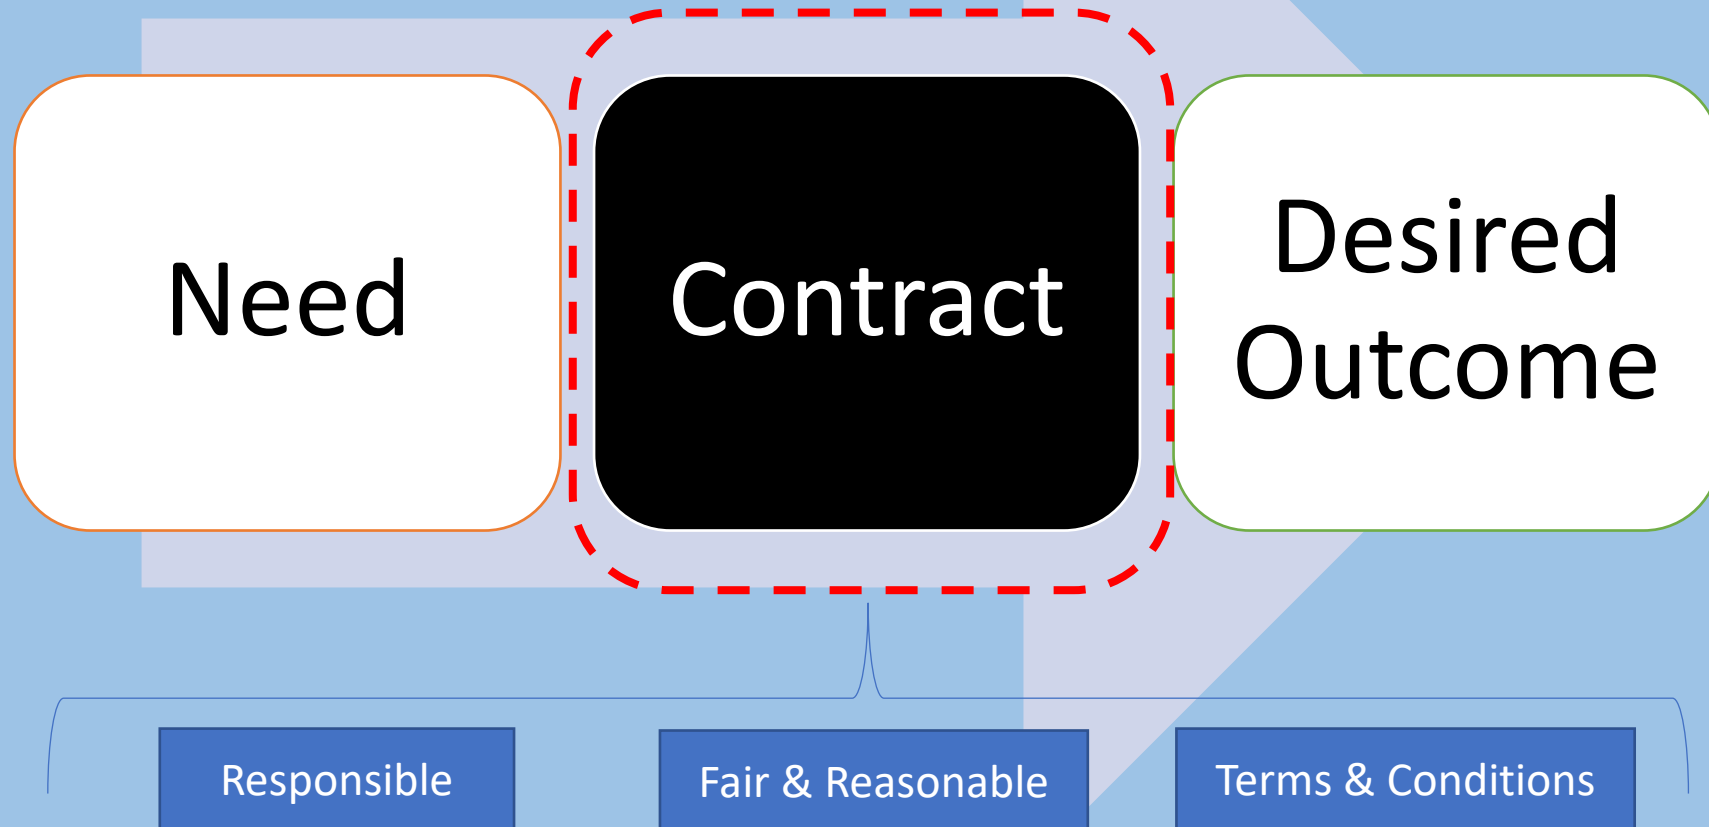 Need
Contract
Desired
Outcome
Responsible
Fair & Reasonable
Terms & Conditions